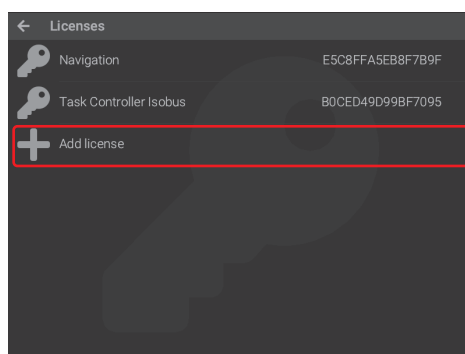 Licenses
Navigation E5C8FFA5EB8F7B9F
Task Controller Isobus B0CED49D99BF7095
Add license